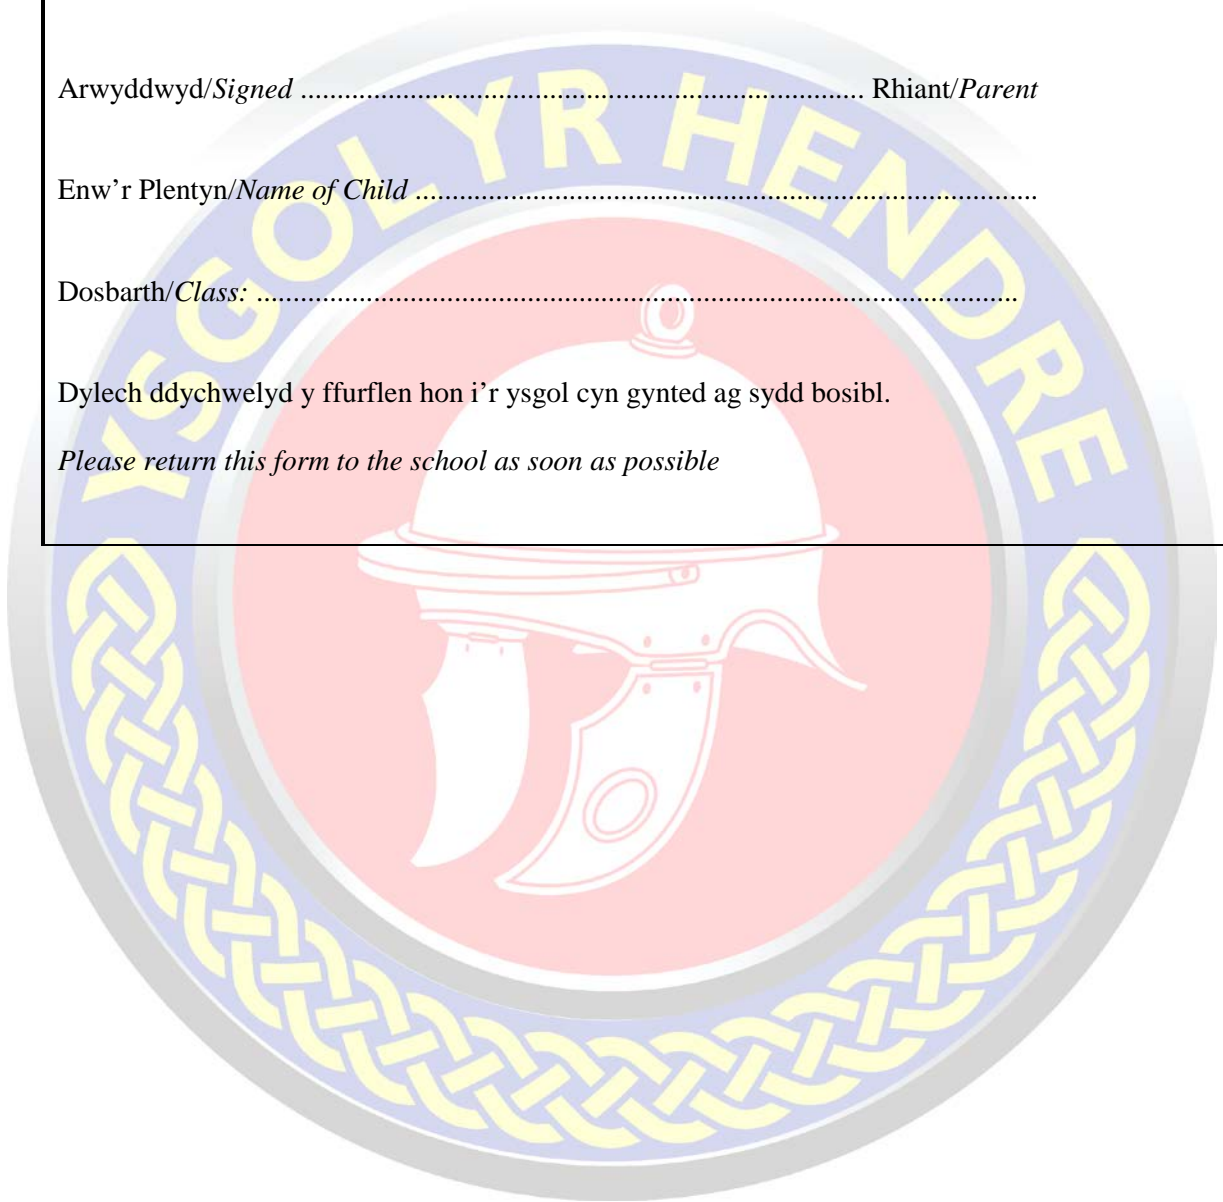 Arwyddwyd/Signed ............................................................................. Rhiant/Parent
Enw’r Plentyn/Name of Child .....................................................................................
Dosbarth/Class: ........................................................................................................
Dylech ddychwelyd y ffurflen hon i’r ysgol cyn gynted ag sydd bosibl.
Please return this form to the school as soon as possible
YSGOL YR HENDRE